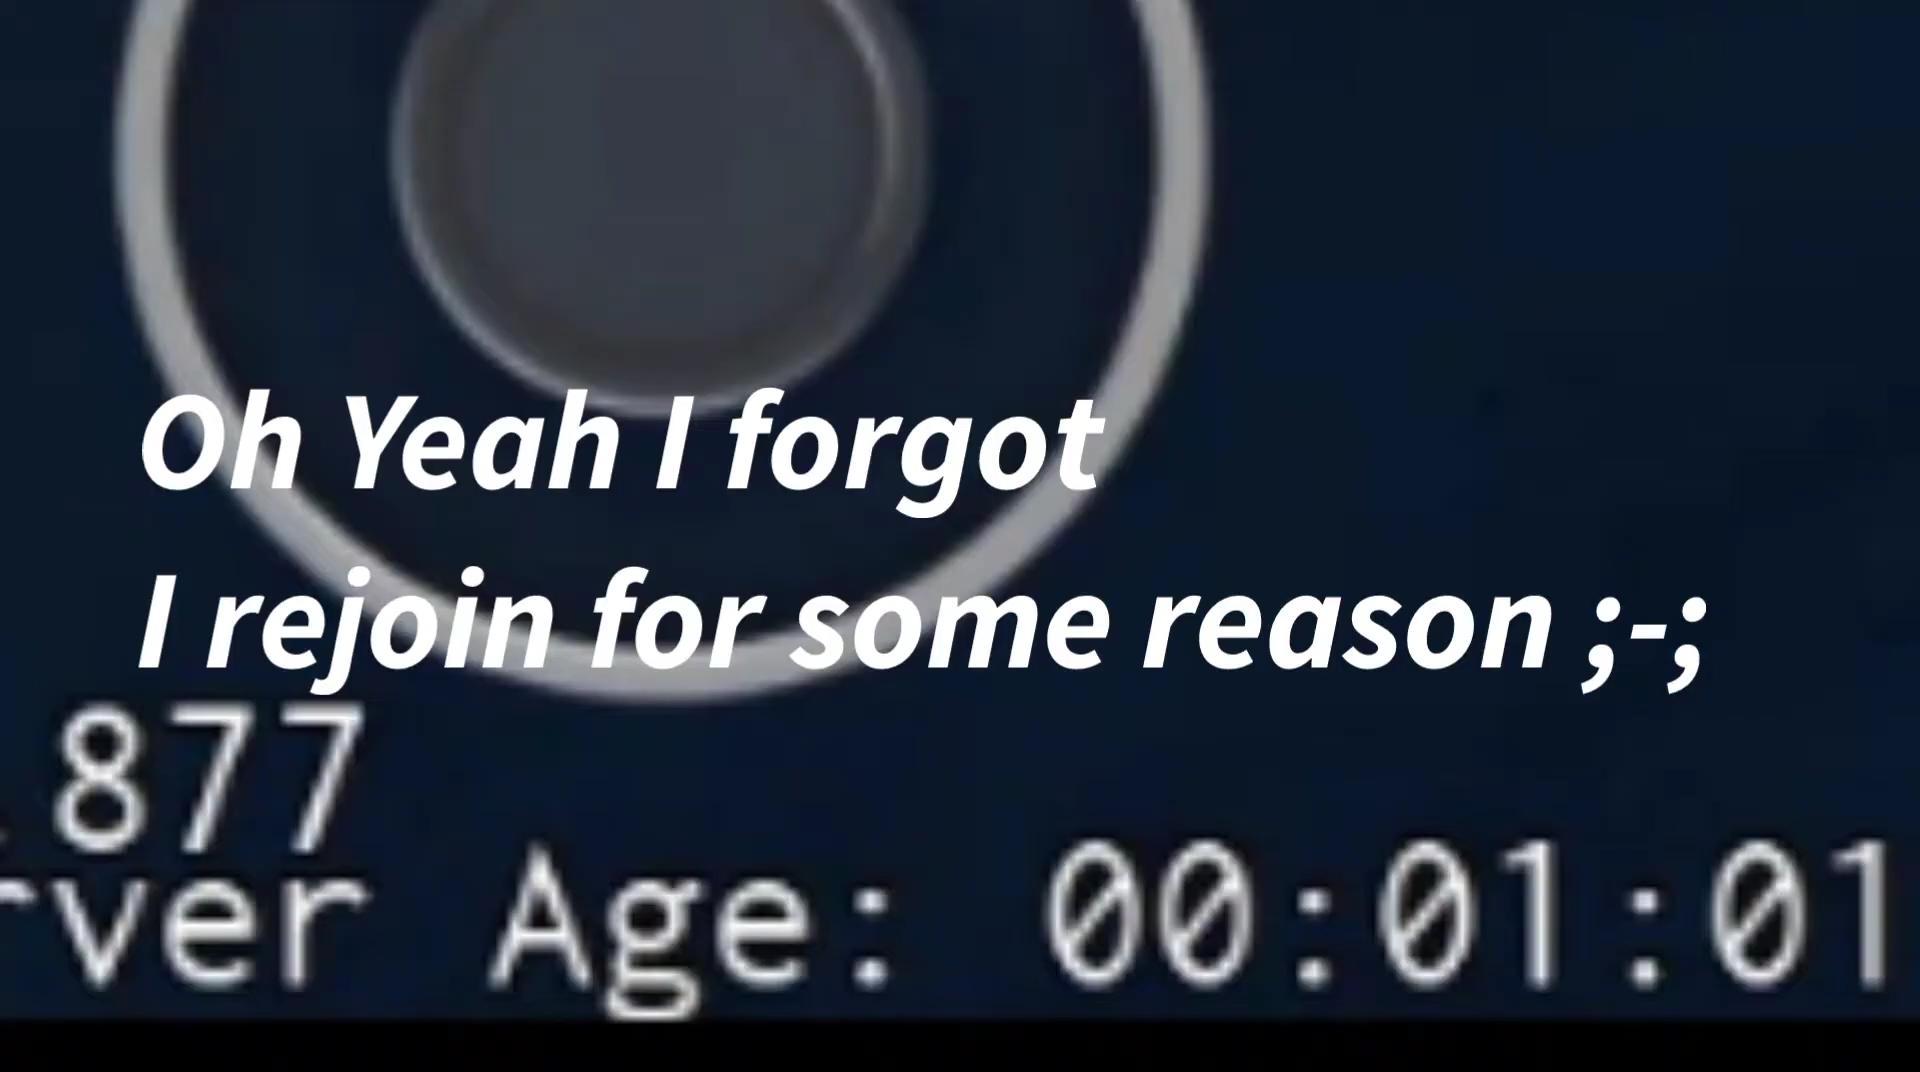 Oh Yeah I forgot
I rejoin for some reason ;-;
877
rver Age: 00:01:01